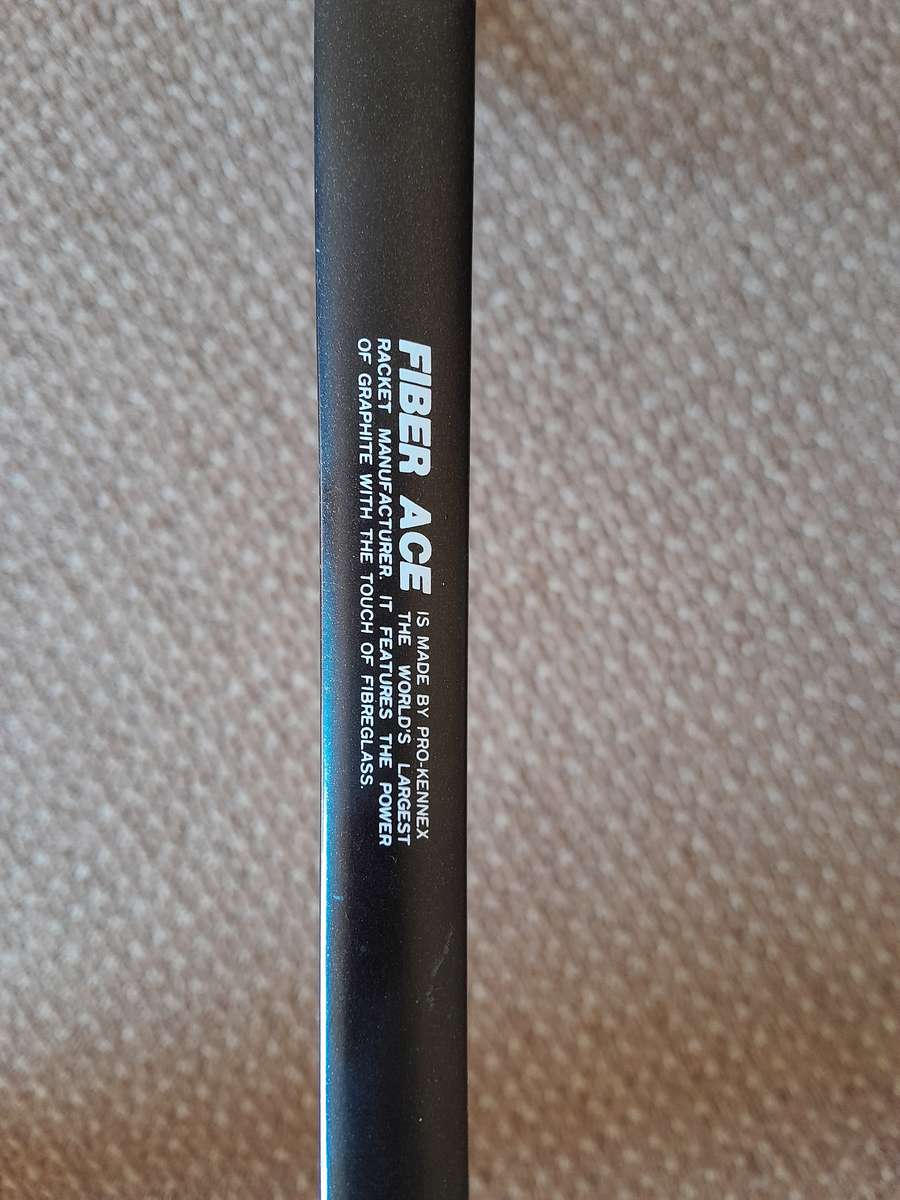 FIBER ACE IS MADE BY PRO-KENNEX
THE WORLD'S LARGEST
RACKET MANUFACTURER. IT FEATURES THE POWER
OF GRAPHITE WITH THE TOUCH OF FIBREGLASS.